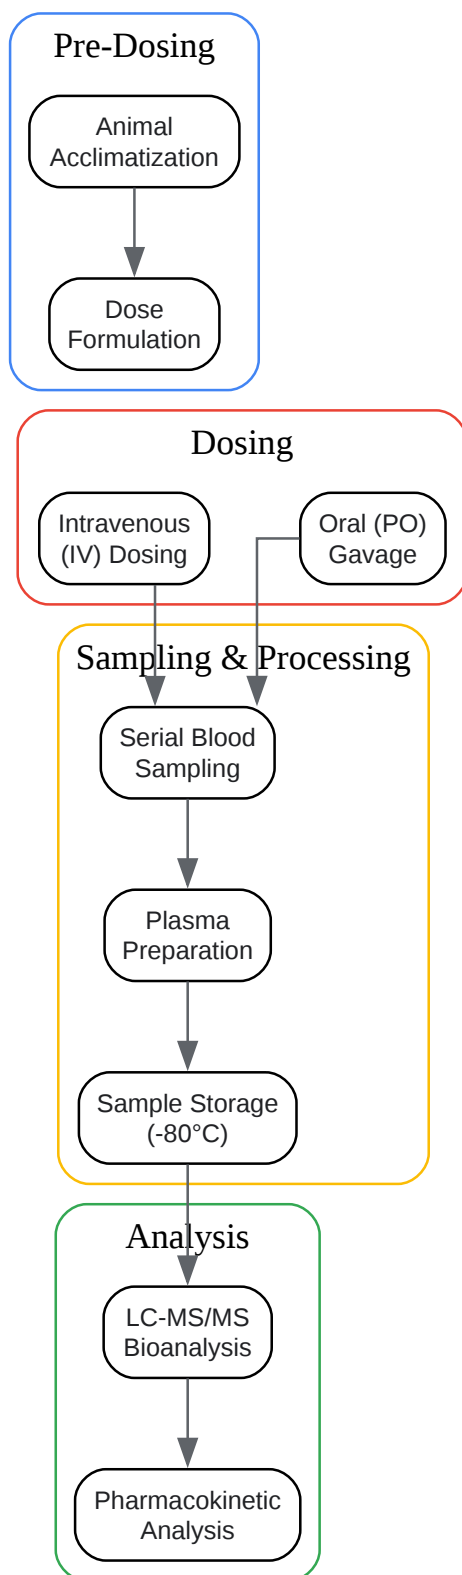 Pre-Dosing
Animal
Acclimatization
Dose
Formulation
Dosing
Intravenous
(IV) Dosing
Oral (PO)
Gavage
Sampling & Processing
Serial Blood
Sampling
Plasma
Preparation
Sample Storage
(-80°C)
Analysis
LC-MS/MS
Bioanalysis
Pharmacokinetic
Analysis